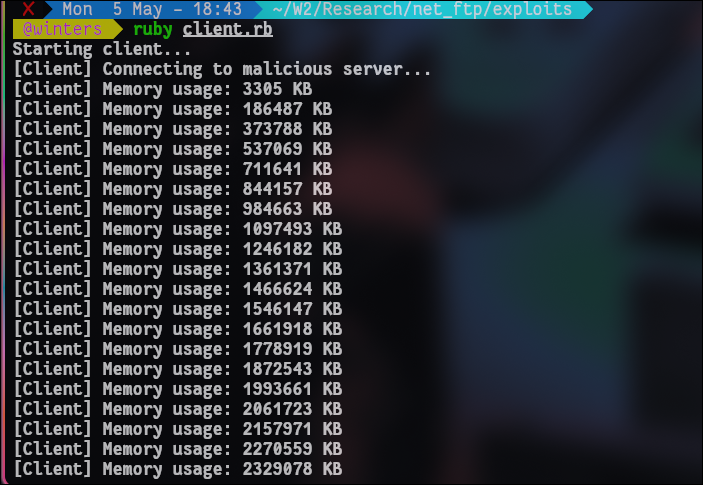 ✗ Mon 5 May – 18:43 ~/W2/Research/net_ftp/exploits
@winters ruby client.rb
Starting client...
[Client] Connecting to malicious server...
[Client] Memory usage: 3305 KB
[Client] Memory usage: 186487 KB
[Client] Memory usage: 373788 KB
[Client] Memory usage: 537069 KB
[Client] Memory usage: 711641 KB
[Client] Memory usage: 844157 KB
[Client] Memory usage: 984663 KB
[Client] Memory usage: 1097493 KB
[Client] Memory usage: 1246182 KB
[Client] Memory usage: 1361371 KB
[Client] Memory usage: 1466624 KB
[Client] Memory usage: 1546147 KB
[Client] Memory usage: 1661918 KB
[Client] Memory usage: 1778919 KB
[Client] Memory usage: 1872543 KB
[Client] Memory usage: 1993661 KB
[Client] Memory usage: 2061723 KB
[Client] Memory usage: 2157971 KB
[Client] Memory usage: 2270559 KB
[Client] Memory usage: 2329078 KB